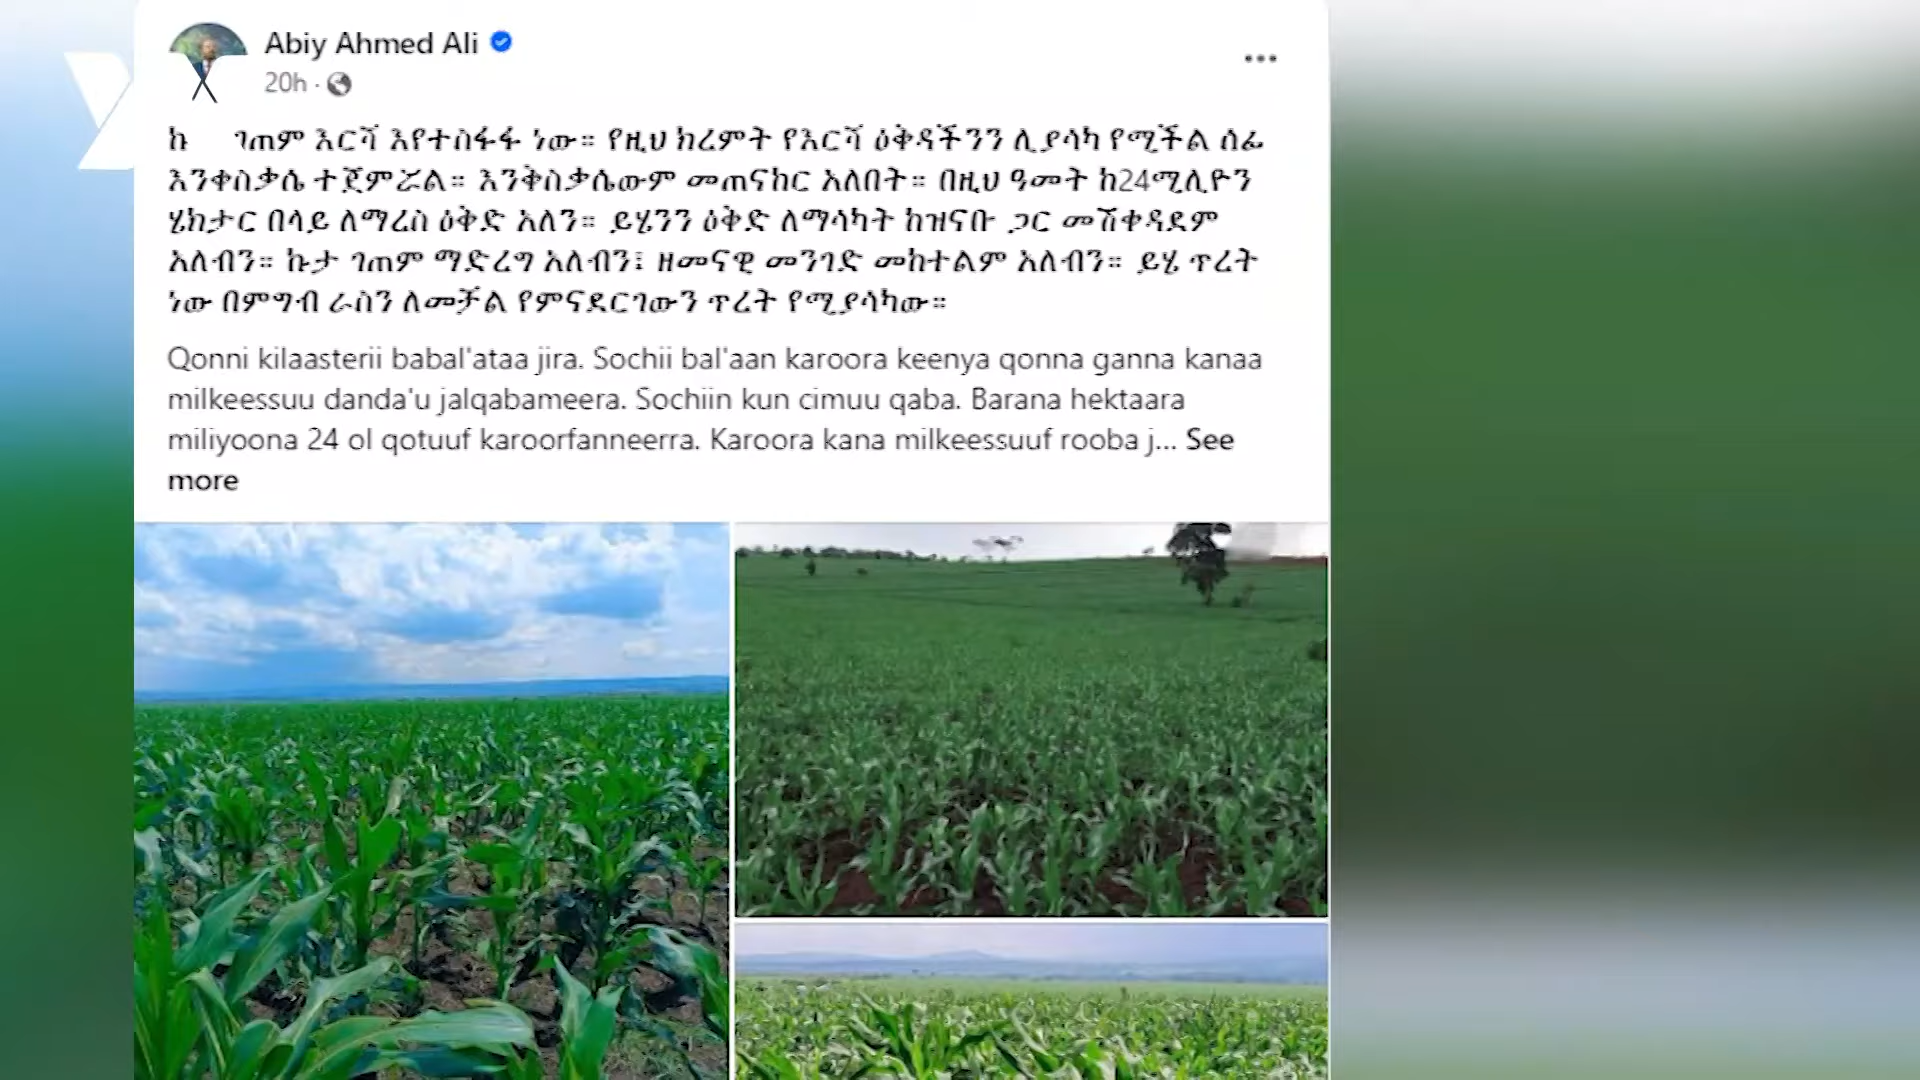 Abiy Ahmed Ali
20h ·
ገጠም እርሻ እየተስፋፋ ነው። የዚህ ክረምት የእርሻ ዕቅዳችንን ሊያሳካ የሚችል ሰፊ
እንቀስቃሴ ተጀምሯል። እንቅስቃሴውም መጠናከር አለበት። በዚህ ዓመት ከ24ሚሊዮን
ሄክታር በላይ ለማረስ ዕቅድ አለን። ይሄንን ዕቅድ ለማሳካት ከዝናቡ ጋር መሽቀዳደም
አለብን። ኩታ ገጠም ማድረግ አለብን፤ ዘመናዊ መንገድ መከተልም አለብን። ይሄ ጥረት
ነው በምግብ ራስን ለመቻል የምናደርገውን ጥረት የሚያሳካው።
Qonni kilaasterii babal'ataa jira. Sochii bal'aan karoora keenya qonna ganna kanaa
milkeessuu danda'u jalqabameera. Sochiin kun cimuu qaba. Barana hektaara
miliyoona 24 ol qotuuf karoorfanneerra. Karoora kana milkeessuuf rooba j... See
more